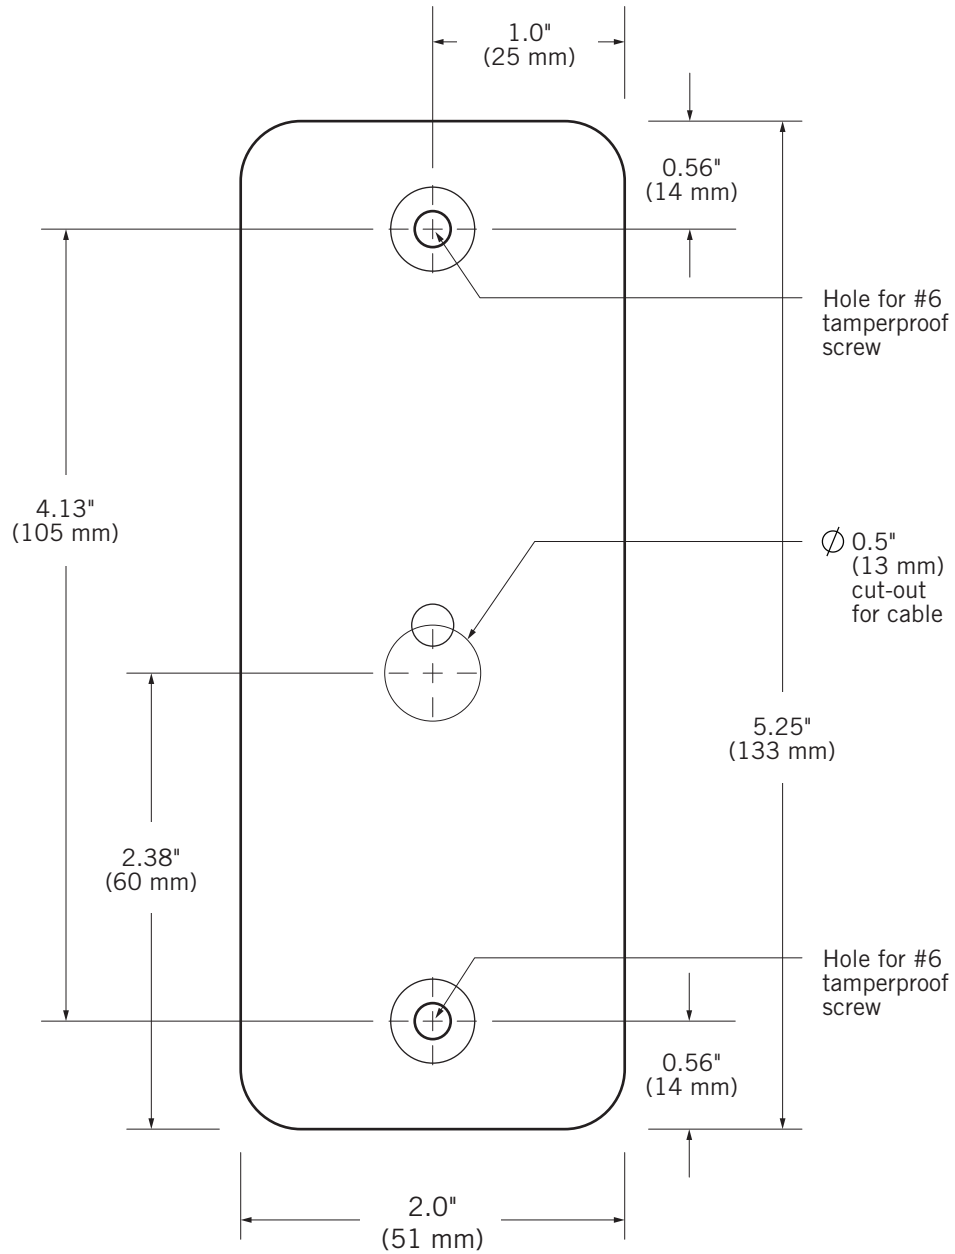 1.0"
(25 mm)
0.56"
(14 mm)
Hole for #6
tamperproof
screw
4.13"
(105 mm)
Ø 0.5"
(13 mm)
cut-out
for cable
5.25"
(133 mm)
2.38"
(60 mm)
Hole for #6
tamperproof
screw
0.56"
(14 mm)
2.0"
(51 mm)